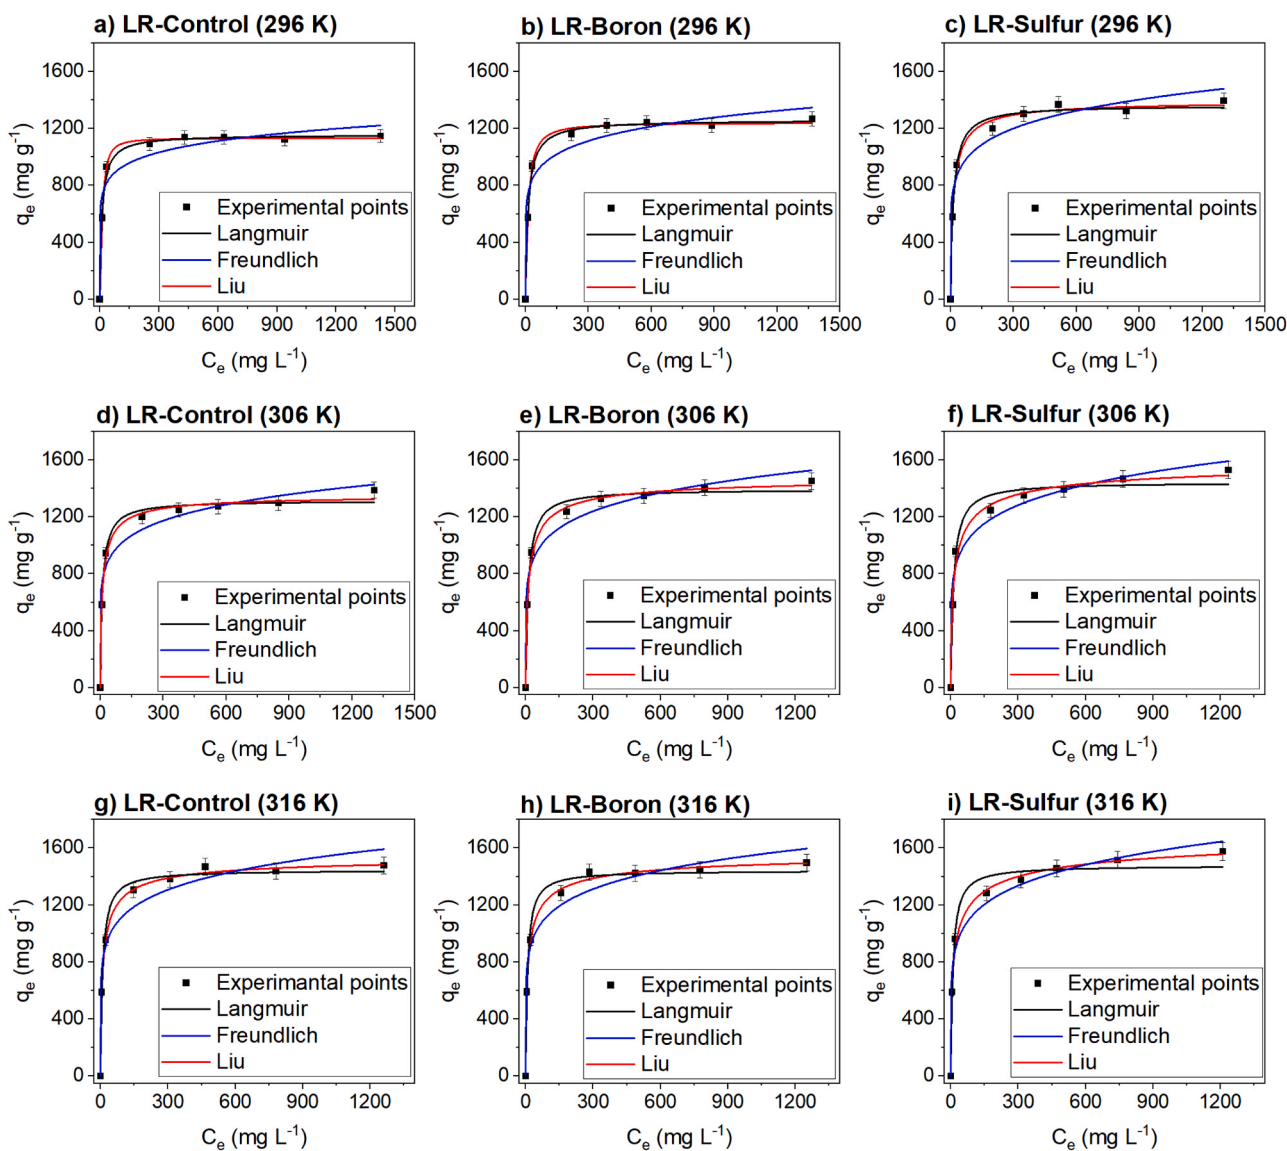 a) LR-Control (296 K)
qe (mg g-1)
1600
1200
800
400
0
Experimental points
Langmuir
Freundlich
Liu
0 300 600 900 1200 1500
Ce (mg L-1)
b) LR-Boron (296 K)
qe (mg g-1)
1600
1200
800
400
0
Experimental points
Langmuir
Freundlich
Liu
0 300 600 900 1200 1500
Ce (mg L-1)
c) LR-Sulfur (296 K)
qe (mg g-1)
1600
1200
800
400
0
Experimental points
Langmuir
Freundlich
Liu
0 300 600 900 1200 1500
Ce (mg L-1)
d) LR-Control (306 K)
qe (mg g-1)
1600
1200
800
400
0
Experimental points
Langmuir
Freundlich
Liu
0 300 600 900 1200 1500
Ce (mg L-1)
e) LR-Boron (306 K)
qe (mg g-1)
1600
1200
800
400
0
Experimental points
Langmuir
Freundlich
Liu
0 300 600 900 1200
Ce (mg L-1)
f) LR-Sulfur (306 K)
qe (mg g-1)
1600
1200
800
400
0
Experimental points
Langmuir
Freundlich
Liu
0 300 600 900 1200
Ce (mg L-1)
g) LR-Control (316 K)
qe (mg g-1)
1600
1200
800
400
0
Experimantal points
Langmuir
Freundlich
Liu
0 300 600 900 1200
Ce (mg L-1)
h) LR-Boron (316 K)
qe (mg g-1)
1600
1200
800
400
0
Experimental points
Langmuir
Freundlich
Liu
0 300 600 900 1200
Ce (mg L-1)
i) LR-Sulfur (316 K)
qe (mg g-1)
1600
1200
800
400
0
Experimental points
Langmuir
Freundlich
Liu
0 300 600 900 1200
Ce (mg L-1)